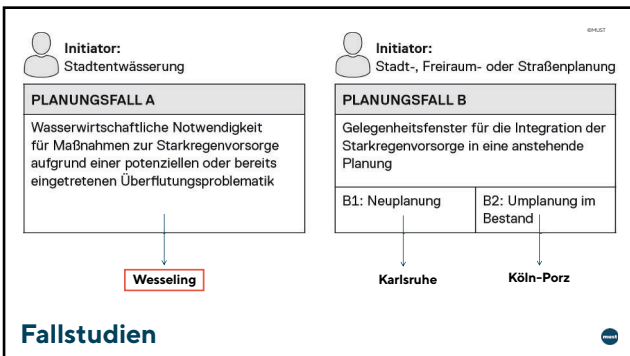 ©MUST
Initiator:
Stadtentwässerung
PLANUNGSFALL A
Wasserwirtschaftliche Notwendigkeit
für Maßnahmen zur Starkregenvorsorge
aufgrund einer potenziellen oder bereits
eingetretenen Überflutungsproblematik
Wesseling
Initiator:
Stadt-, Freiraum- oder Straßenplanung
PLANUNGSFALL B
Gelegenheitsfenster für die Integration der
Starkregenvorsorge in eine anstehende
Planung
B1: Neuplanung
B2: Umplanung im
Bestand
Karlsruhe
Köln-Porz
Fallstudien
must